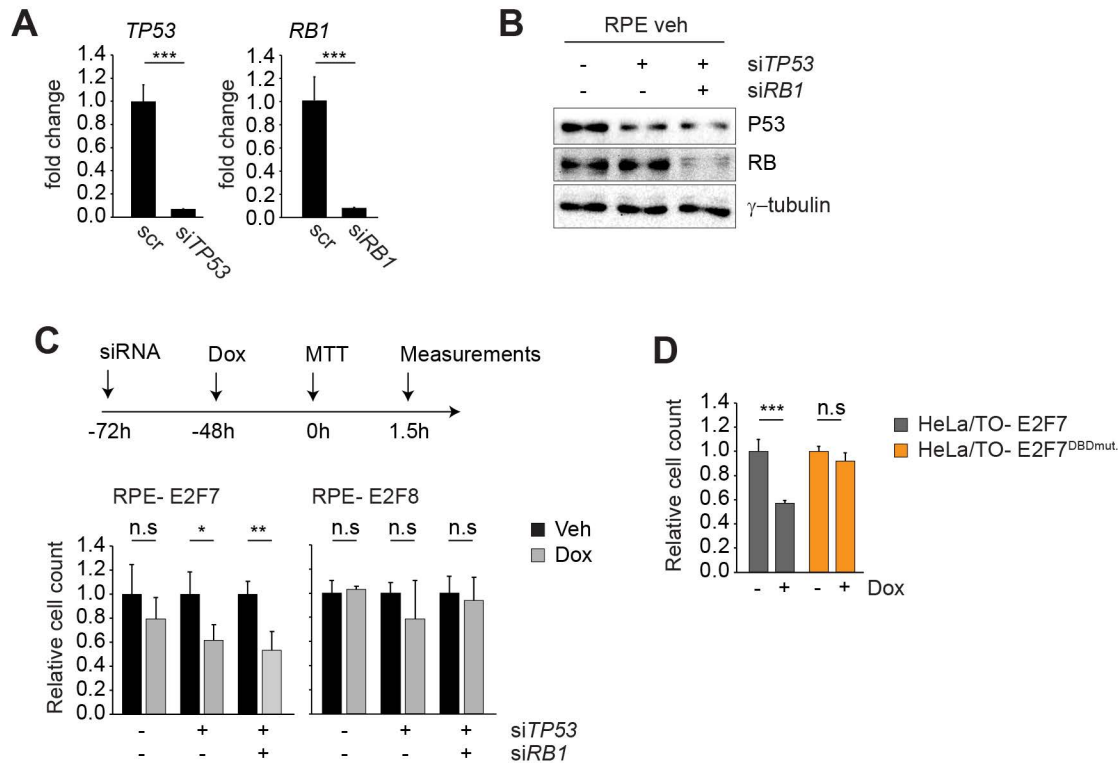 A
TP53
RB1
***
***
fold change
1.4
1.2
1.0
0.8
0.6
0.4
0.2
0.0
scr
siTP53
fold change
1.4
1.2
1.0
0.8
0.6
0.4
0.2
0.0
scr
siRB1
B
RPE veh
- + + siTP53
- - + siRB1
P53
RB
γ–tubulin
C
siRNA Dox MTT Measurements
-72h -48h 0h 1.5h
RPE- E2F7
n.s * **
Relative cell count
1.4
1.2
1.0
0.8
0.6
0.4
0.2
0.0
RPE- E2F8
n.s n.s n.s
Veh
Dox
- + + - + + siTP53
- - + - - + siRB1
D
Relative cell count
1.4
1.2
1.0
0.8
0.6
0.4
0.2
0.0
*** n.s
- + - + Dox
HeLa/TO- E2F7
HeLa/TO- E2F7DBDmut.